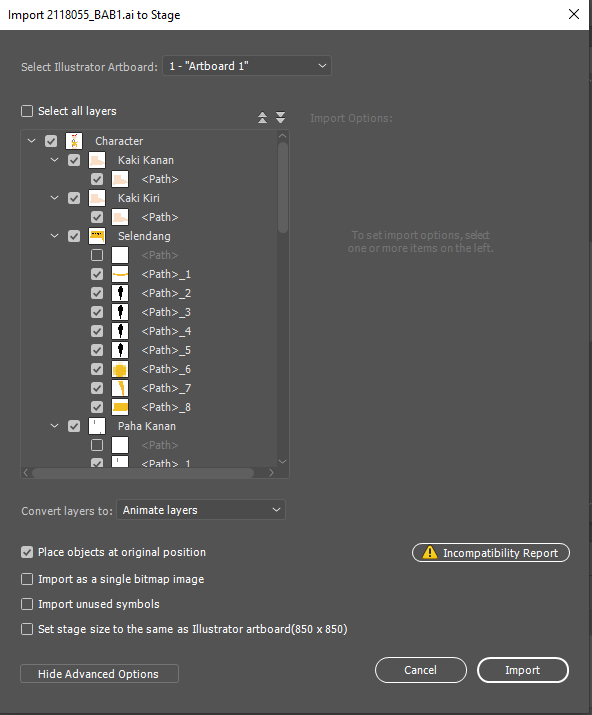 Import 2118055_BAB1.ai to Stage
Select Illustrator Artboard: 1 - "Artboard 1"
Select all layers
Import Options:
Character
Kaki Kanan
<Path>
Kaki Kiri
<Path>
Selendang
To set import options, select
one or more items on the left.
<Path>
<Path>_1
<Path>_2
<Path>_3
<Path>_4
<Path>_5
<Path>_6
<Path>_7
<Path>_8
Paha Kanan
<Path>
<Path>_1
Convert layers to: Animate layers
Place objects at original position
Incompatibility Report
Import as a single bitmap image
Import unused symbols
Set stage size to the same as Illustrator artboard(850 x 850)
Hide Advanced Options
Cancel
Import